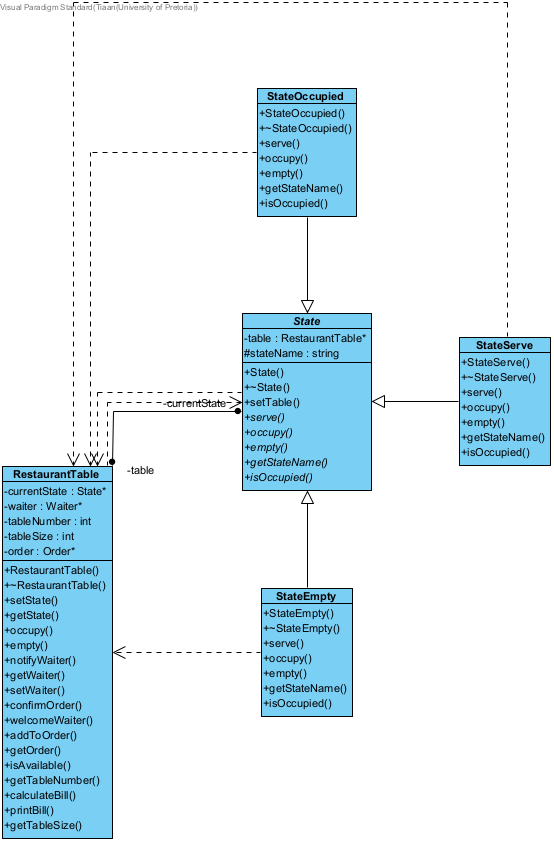 Visual Paradigm Standard(Tiaan(University of Pretoria))
StateOccupied
+StateOccupied()
+~StateOccupied()
+serve()
+occupy()
+empty()
+getStateName()
+isOccupied()
State
-table : RestaurantTable*
#stateName : string
+State()
+~State()
+setTable()
+serve()
+occupy()
+empty()
+getStateName()
+isOccupied()
StateServe
+StateServe()
+~StateServe()
+serve()
+occupy()
+empty()
+getStateName()
+isOccupied()
-currentState
-table
RestaurantTable
-currentState : State*
-waiter : Waiter*
-tableNumber : int
-tableSize : int
-order : Order*
+RestaurantTable()
+~RestaurantTable()
+setState()
+getState()
+occupy()
+empty()
+notifyWaiter()
+getWaiter()
+setWaiter()
+confirmOrder()
+welcomeWaiter()
+addToOrder()
+getOrder()
+isAvailable()
+getTableNumber()
+calculateBill()
+printBill()
+getTableSize()
StateEmpty
+StateEmpty()
+~StateEmpty()
+serve()
+occupy()
+empty()
+getStateName()
+isOccupied()